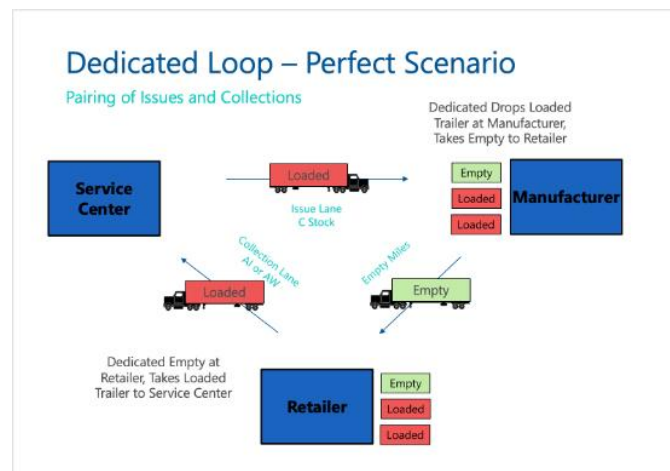 Dedicated Loop – Perfect Scenario
Pairing of Issues and Collections
Dedicated Drops Loaded
Trailer at Manufacturer,
Takes Empty to Retailer
Service
Center
Loaded
Issue Lane
C Stock
Empty
Loaded
Loaded
Manufacturer
Collection Lane
AI or AW
Loaded
Empty Miles
Empty
Dedicated Empty at
Retailer, Takes Loaded
Trailer to Service Center
Retailer
Empty
Loaded
Loaded